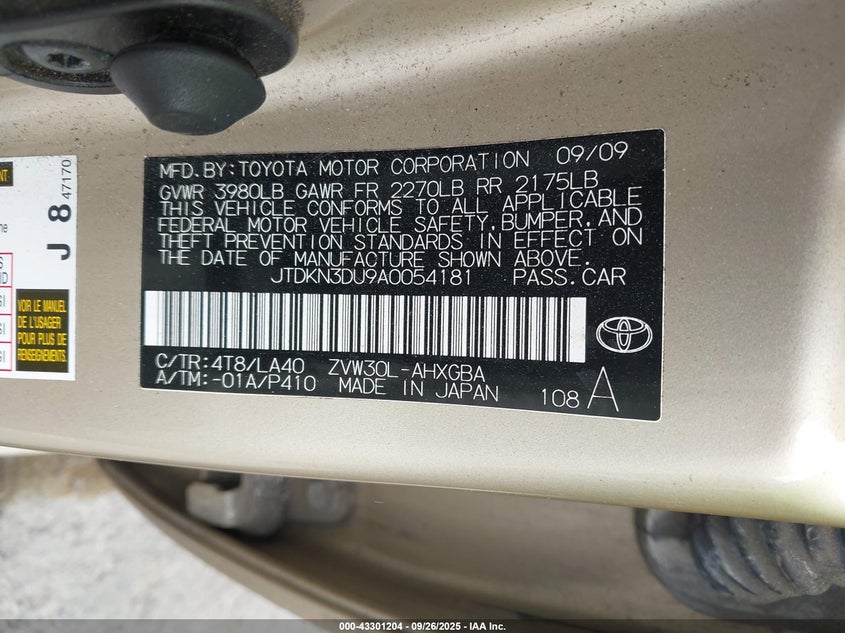 MFD.BY:TOYOTA MOTOR CORPORATION 09/09
GVWR 3980LB GAWR FR 2270LB RR 2175LB
THIS VEHICLE CONFORMS TO ALL APPLICABLE
FEDERAL MOTOR VEHICLE SAFETY,BUMPER,AND
THEFT PREVENTION STANDARDS IN EFFECT ON
THE DATE OF MANUFACTURE SHOWN ABOVE.
JTDKN3DU9A0054181 PASS.CAR
C/TR:4T8/LA40 ZVW30L-AHXGBA
A/TM:-01A/P410 MADE IN JAPAN 108 A
J 8 47170
VOIR LE MANUEL
DE L'USAGER
POUR PLUS DE
RENSEIGNEMENTS
000-43301204 - 09/26/2025 - IAA Inc.